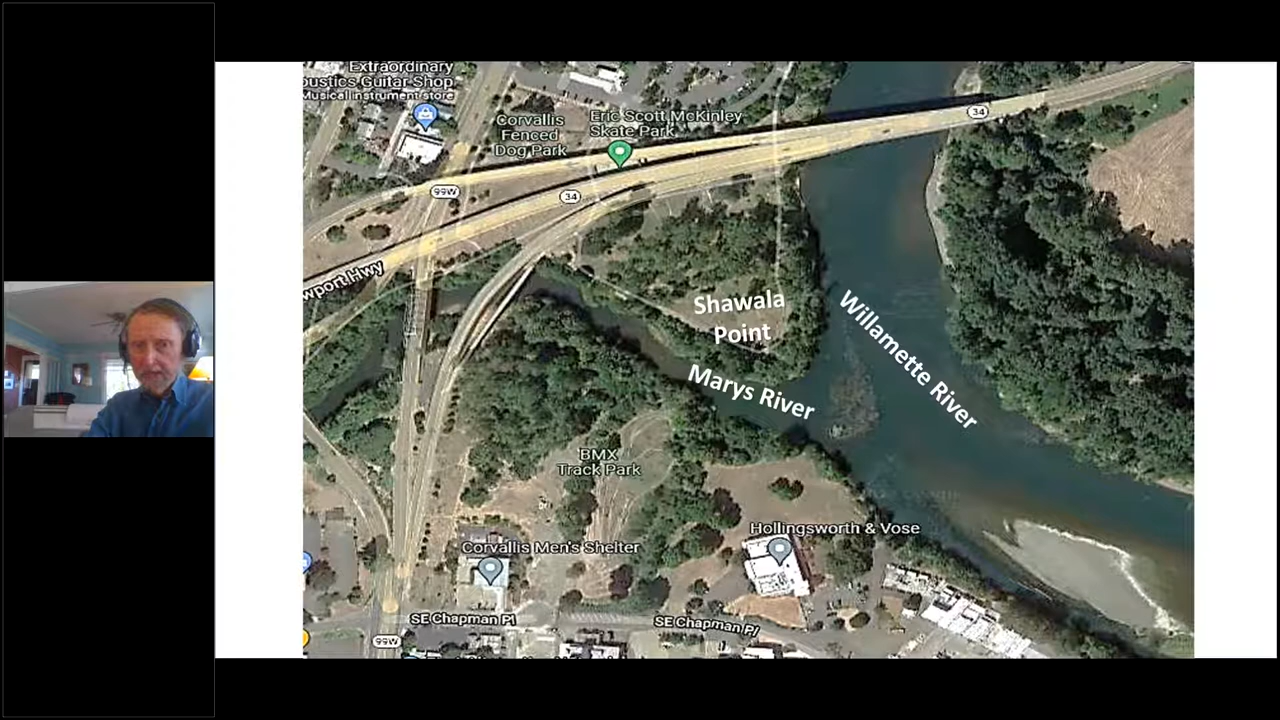 Extraordinary
oustics Guitar Shop
Musical instrument store
Corvallis
Fenced
Dog Park
Eric Scott McKinley
Skate Park
34
99W
34
wport Hwy
Shawala
Point
Willamette River
Marys River
BMX
Track Park
Hollingsworth & Vose
Corvallis Men's Shelter
SE Chapman Pl
SE Chapman Pl
99W